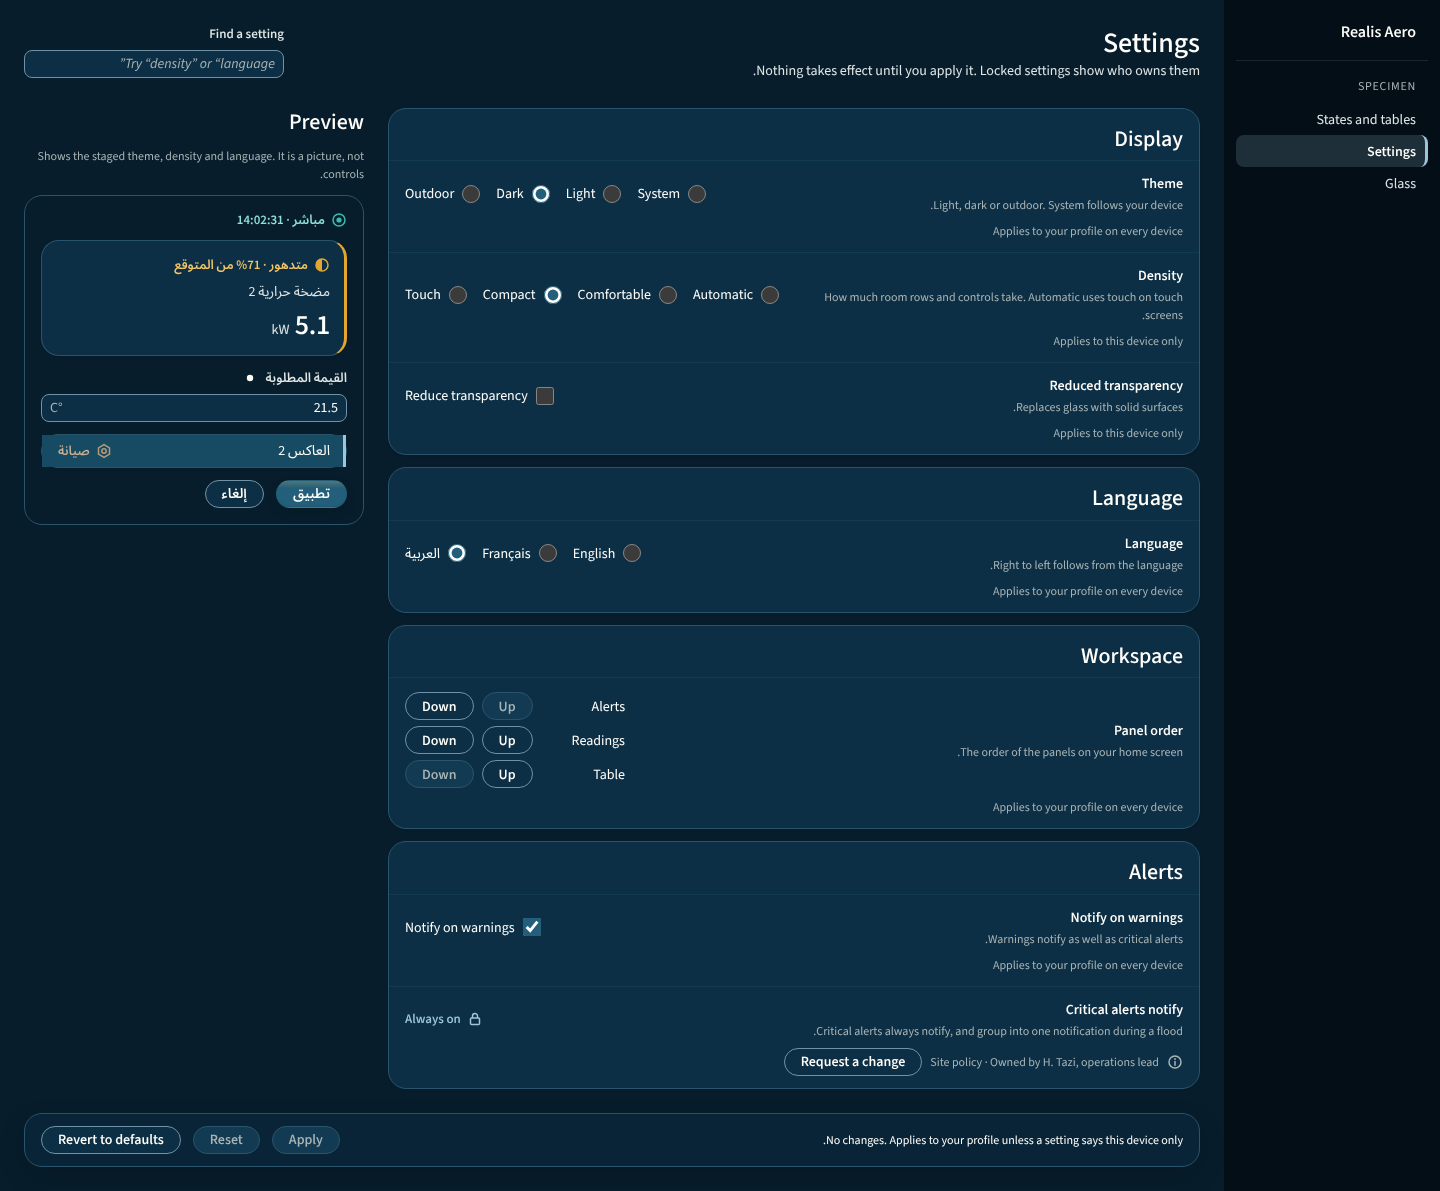 Realis Aero
SPECIMEN
States and tables
Settings
Glass
Settings
Nothing takes effect until you apply it. Locked settings show who owns them.
Find a setting
Try “density” or “language”
Display
Theme
Light, dark or outdoor. System follows your device.
Applies to your profile on every device
System
Light
Dark
Outdoor
Density
How much room rows and controls take. Automatic uses touch on touch
screens.
Applies to this device only
Automatic
Comfortable
Compact
Touch
Reduced transparency
Replaces glass with solid surfaces.
Applies to this device only
Reduce transparency
Language
Language
Right to left follows from the language.
Applies to your profile on every device
English
Français
العربية
Workspace
Panel order
The order of the panels on your home screen.
Applies to your profile on every device
Alerts Up Down
Readings Up Down
Table Up Down
Alerts
Notify on warnings
Warnings notify as well as critical alerts.
Applies to your profile on every device
Notify on warnings
Critical alerts notify
Critical alerts always notify, and group into one notification during a flood.
Site policy · Owned by H. Tazi, operations lead
Request a change
Always on
Preview
Shows the staged theme, density and language. It is a picture, not
controls.
مباشر · 14:02:31
متدهور · 71% من المتوقع
مضخة حرارية 2
5.1 kW
القيمة المطلوبة
21.5 °C
العاكس 2 صيانة
تطبيق إلغاء
No changes. Applies to your profile unless a setting says this device only.
Apply
Reset
Revert to defaults